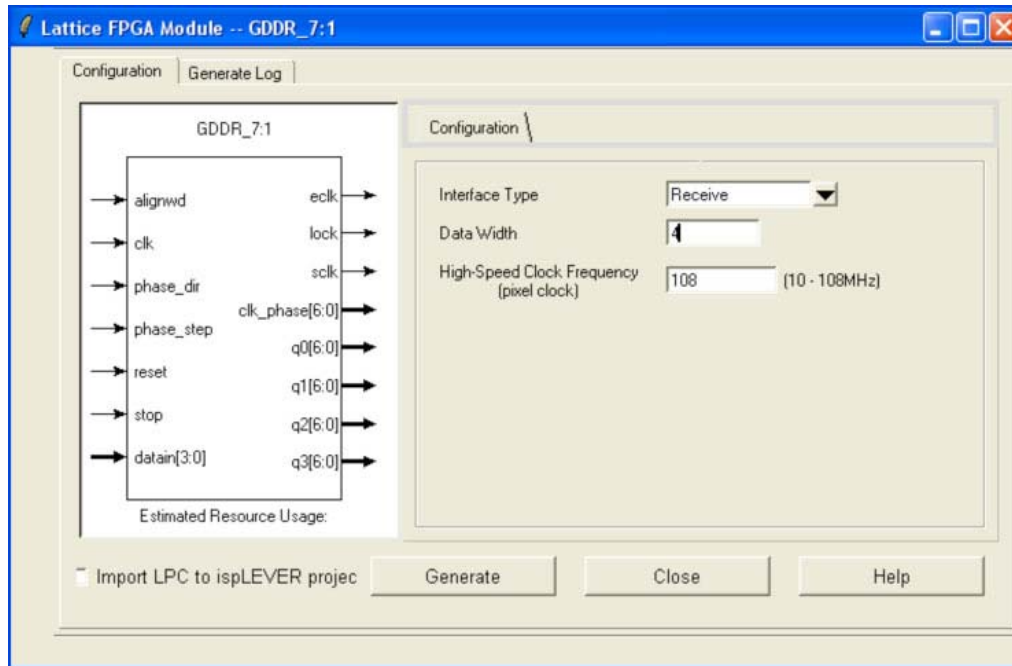 Lattice FPGA Module -- GDDR_7:1
Configuration
Generate Log
GDDR_7:1
alignwd
clk
phase_dir
phase_step
reset
stop
datain[3:0]
eclk
lock
sclk
clk_phase[6:0]
q0[6:0]
q1[6:0]
q2[6:0]
q3[6:0]
Estimated Resource Usage:
Configuration
Interface Type
Receive
Data Width
4
High-Speed Clock Frequency
(pixel clock)
108
(10 - 108MHz)
Import LPC to ispLEVER projec
Generate
Close
Help